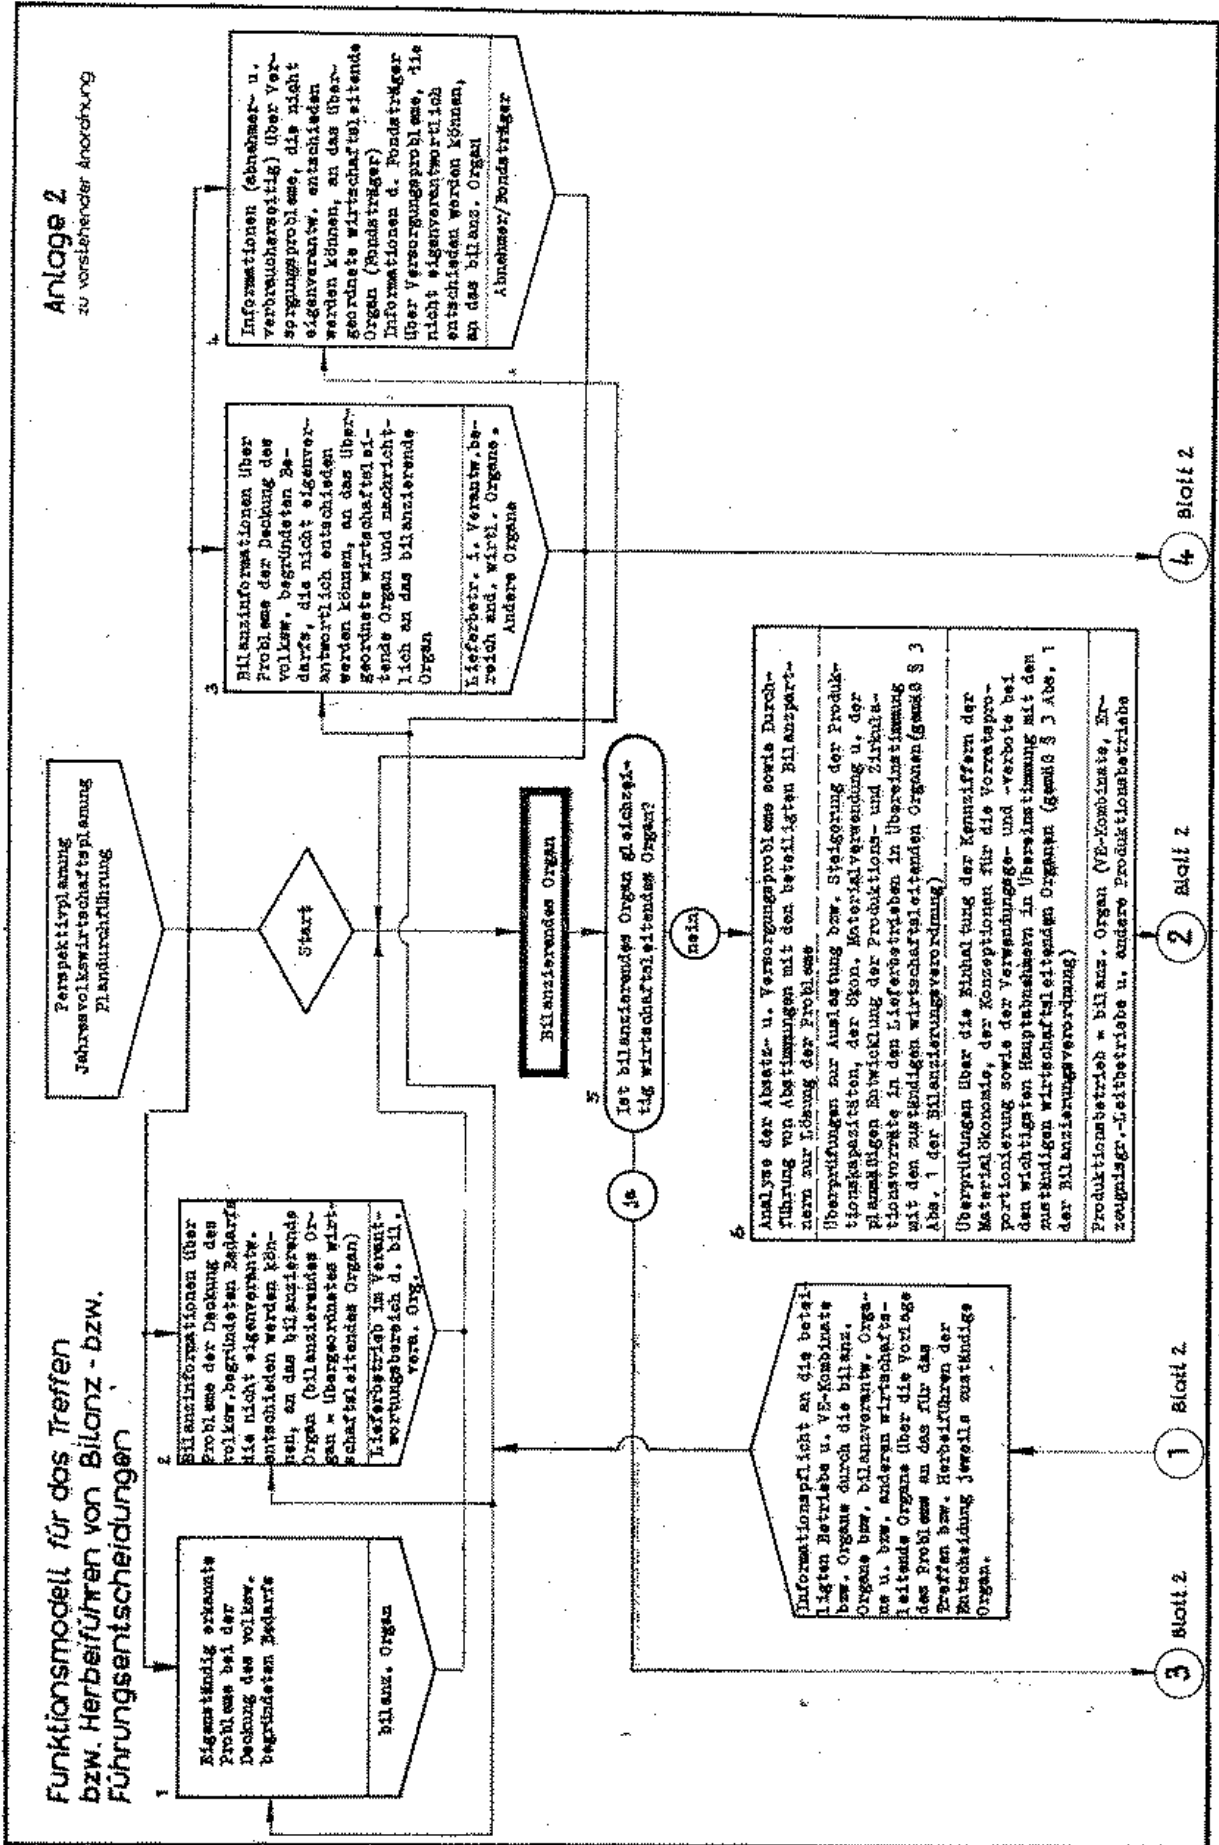 Funktionsmodell für das Treffen
bzw. Herbeiführen von Bilanz - bzw.
Führungsentscheidungen
Anlage 2
zu vorstehender Anordnung
Perspektivplanung
Jahresvolkswirtschaftsplanung
Plandurchführung
Start
1
Eigenständig erkannte
Probleme bei der
Deckung des volksw.
begründeten Bedarfs
bilanz. Organ
2
Bilanzinformationen über
Probleme der Deckung des
volksw. begründeten Bedarfs
die nicht eigenverantw.
entschieden werden kön-
nen, an das bilanzierende
Organ (bilanzierendes Or-
gan = übergeordnetes wirt-
schaftsleitendes Organ)
Lieferbetrieb im Verant-
wortungsbereich d. bil.
vera. Org.
3
Bilanzinformationen über
Probleme der Deckung des
volksw. begründeten Be-
darfs, die nicht eigenver-
antwortlich entschieden
werden können, an das über-
geordnete wirtschaftslei-
tende Organ und nachricht-
lich an das bilanzierende
Organ
Lieferbetr. i. Verantw.be-
reich and. wirtl. Organe.
Andere Organe
4
Informationen (abnehmer- u.
verbraucherseitig) über Ver-
sorgungsprobleme, die nicht
eigenverantw. entschieden
werden können, an das über-
geordnete wirtschaftsleitende
Organ (Fondsträger)
Informationen d. Fondsträger
über Versorgungsprobleme, die
nicht eigenverantwortlich
entschieden werden können,
an das bilanz. Organ
Abnehmer/Fondsträger
Bilanzierendes Organ
5
Ist bilanzierendes Organ gleichzei-
tig wirtschaftsleitendes Organ?
ja
nein
Informationspflicht an die betei-
ligten Betriebe u. VE-Kombinate
bzw. Organe durch die bilanz.
Organe bzw. bilanzverantw. Orga-
ne u. bzw. anderen wirtschafts-
leitende Organe über die Vorlage
des Problems an das für das
Treffen bzw. Herbeiführen der
Entscheidung jeweils zuständige
Organ.
6
Analyse der Absatz- u. Versorgungsprobleme sowie Durch-
führung von Abstimmungen mit den beteiligten Bilanzpart-
nern zur Lösung der Probleme
Überprüfungen zur Auslastung bzw. Steigerung der Produk-
tionskapazitäten, der ökon. Materialverwendung u. der
planmäßigen Entwicklung der Produktions- und Zirkula-
tionsvorräte in den Lieferbetrieben in Übereinstimmung
mit den zuständigen wirtschaftsleitenden Organen (gemäß § 3
Abs. 1 der Bilanzierungsverordnung)
Überprüfungen über die Einhaltung der Kennziffern der
Materialökonomie, der Konzeptionen für die Vorratspro-
portionierung sowie der Verwendungsge- und -verbote bei
den wichtigsten Hauptabnehmern in Übereinstimmung mit den
zuständigen wirtschaftsleitenden Organen (gemäß § 3 Abs. 1
der Bilanzierungsverordnung)
Produktionsbetrieb = bilanz. Organ (VE-Kombinate, Er-
zeugnisgr.-Leitbetriebe u. andere Produktionsbetriebe
3 Blatt 2
1 Blatt 2
2 Blatt 2
4 Blatt 2